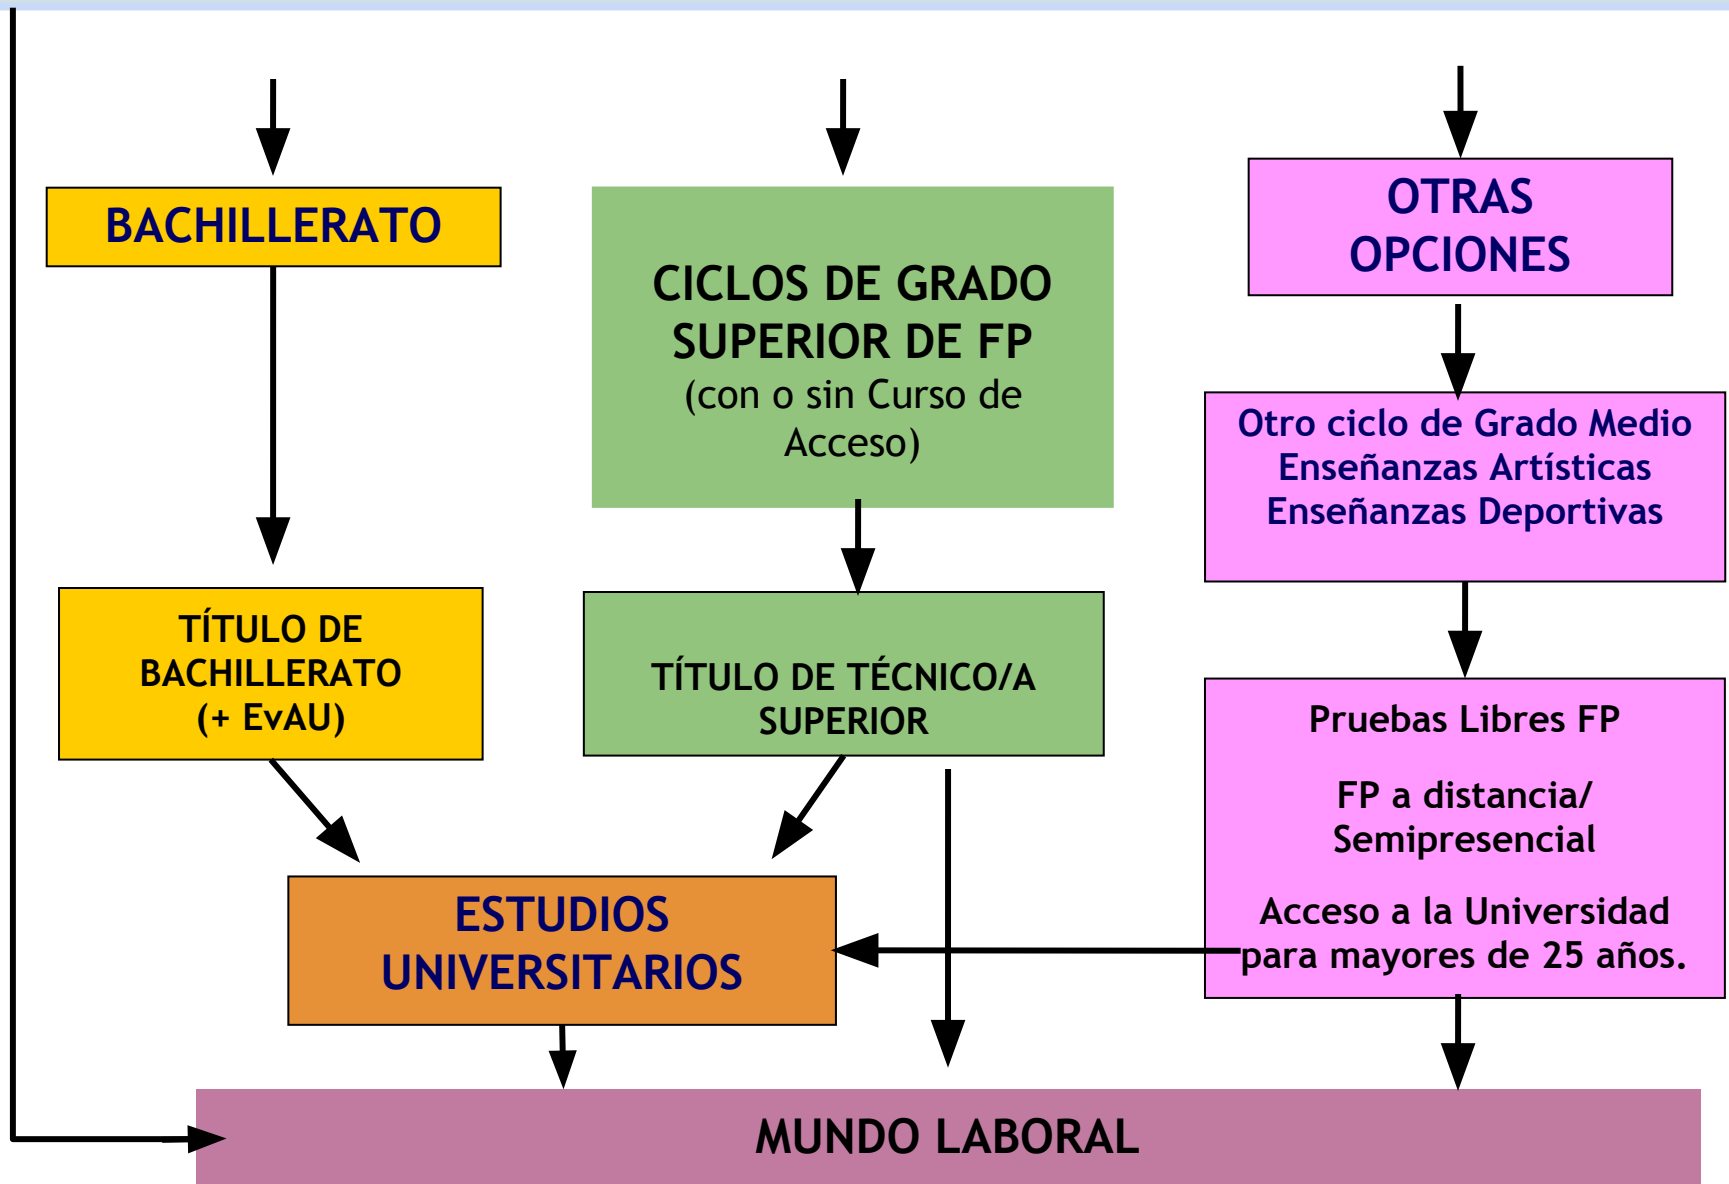 BACHILLERATO
CICLOS DE GRADO
SUPERIOR DE FP
(con o sin Curso de
Acceso)
OTRAS
OPCIONES
Otro ciclo de Grado Medio
Enseñanzas Artísticas
Enseñanzas Deportivas
TÍTULO DE
BACHILLERATO
(+ EvAU)
TÍTULO DE TÉCNICO/A
SUPERIOR
Pruebas Libres FP
FP a distancia/
Semipresencial
Acceso a la Universidad
para mayores de 25 años.
ESTUDIOS
UNIVERSITARIOS
MUNDO LABORAL